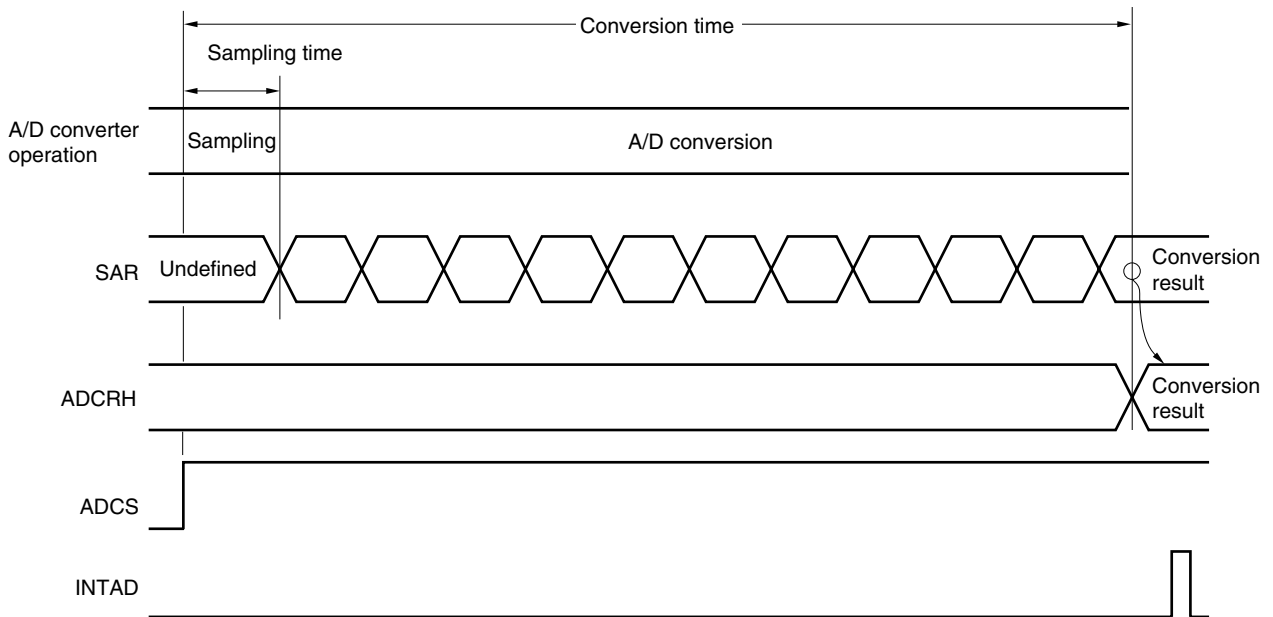 Conversion time
Sampling time
A/D converter
operation
Sampling
A/D conversion
SAR
Undefined
Conversion
result
ADCRH
Conversion
result
ADCS
INTAD